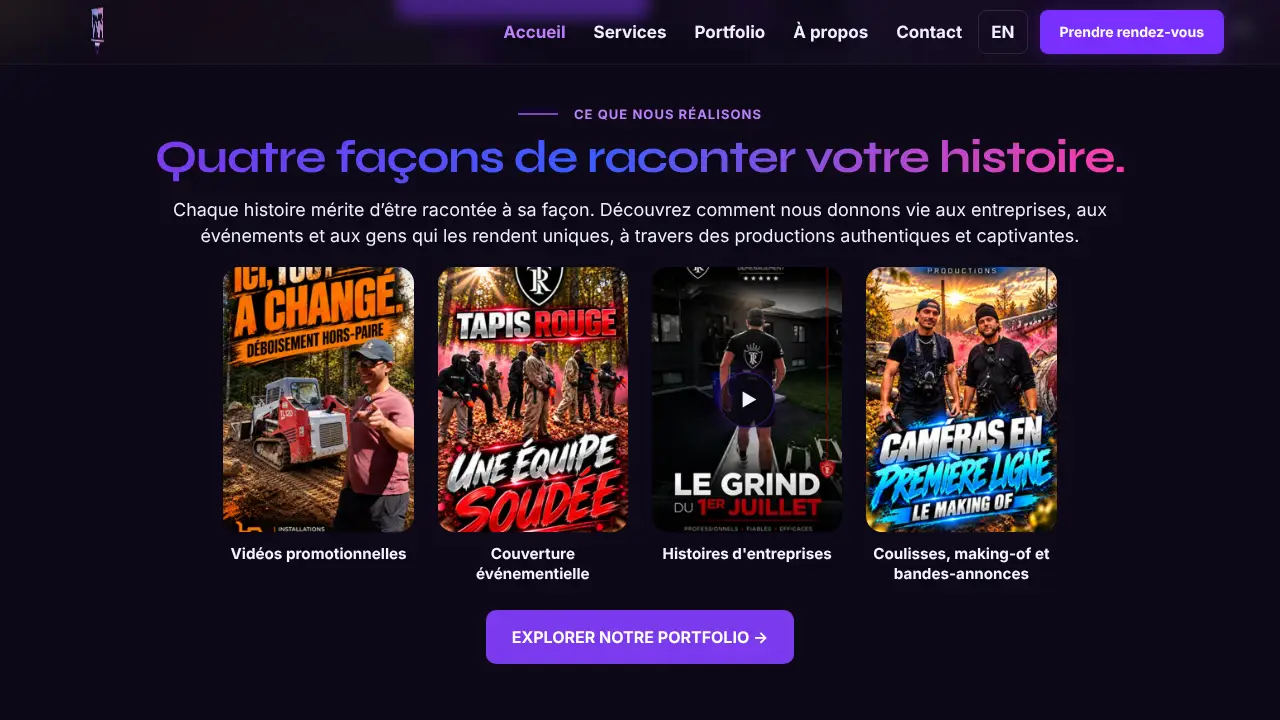 Accueil
Services
Portfolio
À propos
Contact
EN
Prendre rendez-vous
CE QUE NOUS RÉALISONS
Quatre façons de raconter votre histoire.
Chaque histoire mérite d’être racontée à sa façon. Découvrez comment nous donnons vie aux entreprises, aux
événements et aux gens qui les rendent uniques, à travers des productions authentiques et captivantes.
ICI, TOUT
A CHANGÉ.
DÉBOISEMENT HORS-PAIRE
INSTALLATIONS
Vidéos promotionnelles
TR
TAPIS ROUGE
UNE ÉQUIPE
SOUDÉE
Couverture
événementielle
DÉMÉNAGEMENT
LE GRIND
DU 1ER JUILLET
PROFESSIONNELS - FIABLES - EFFICACES
Histoires d'entreprises
PRODUCTIONS
CAMÉRAS EN
PREMIÈRE LIGNE
LE MAKING OF
Coulisses, making-of et
bandes-annonces
EXPLORER NOTRE PORTFOLIO →